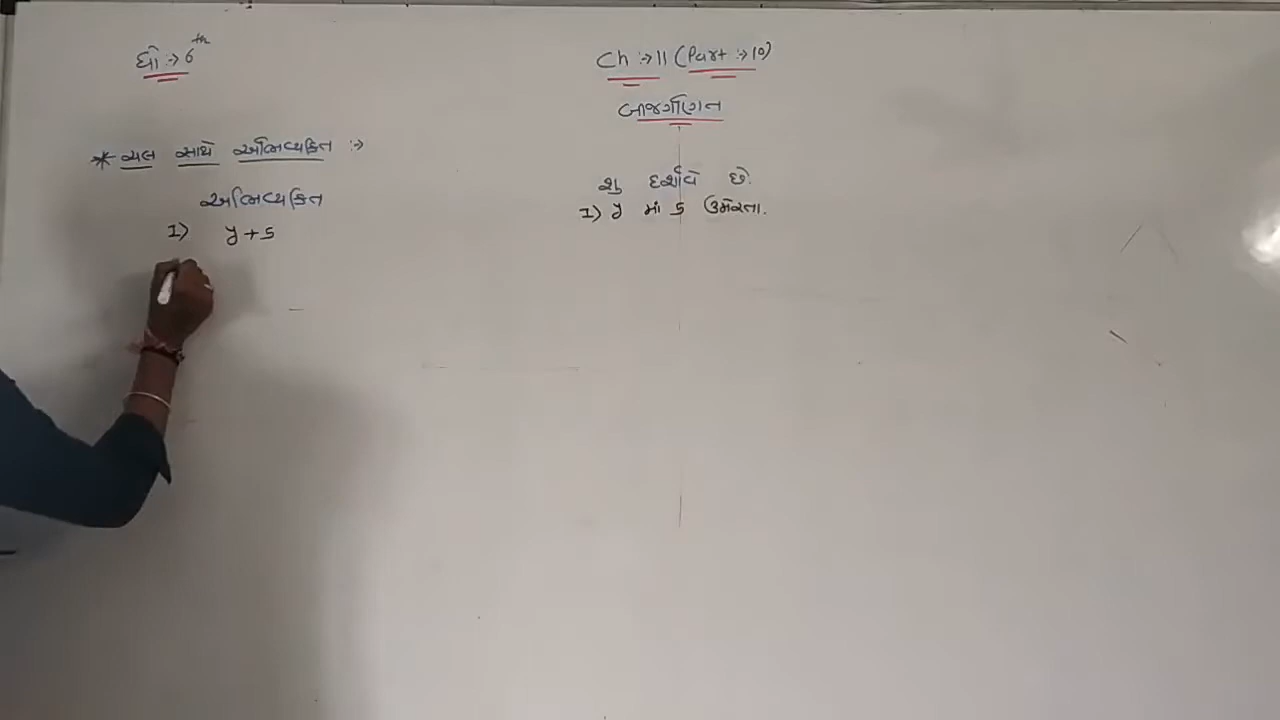 ધો :→ 6th
Ch :→ 11 (Part :→ 10)
બીજગણિત
* ચલ સાથે અભિવ્યક્તિ :→
અભિવ્યક્તિ
શુ દર્શાવે છે.
1) y + 5
1) y માં 5 ઉમેરતા.